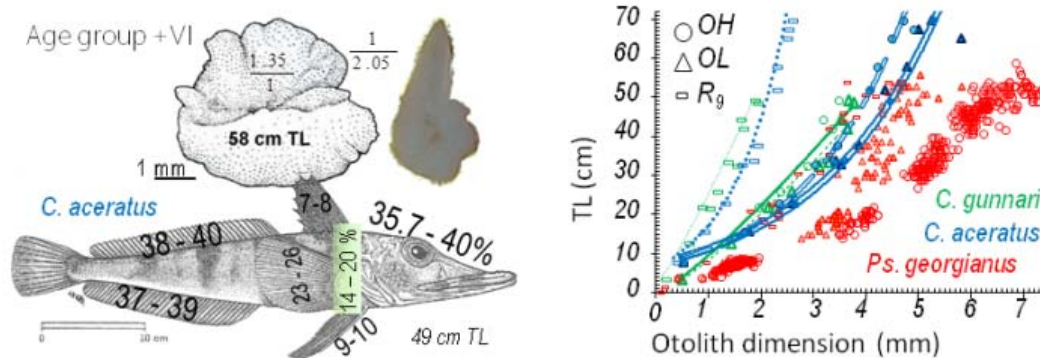 Age group +VI
1.35
1
1
2.05
58 cm TL
1 mm
C. aceratus
7-8
35.7-40%
38 - 40
23 - 26
14 – 20 %
37 - 39
9-10
49 cm TL
0
10 cm
TL (cm)
70
60
50
40
30
20
10
0
OH
OL
R9
C. gunnari
C. aceratus
Ps. georgianus
0 1 2 3 4 5 6 7
Otolith dimension (mm)